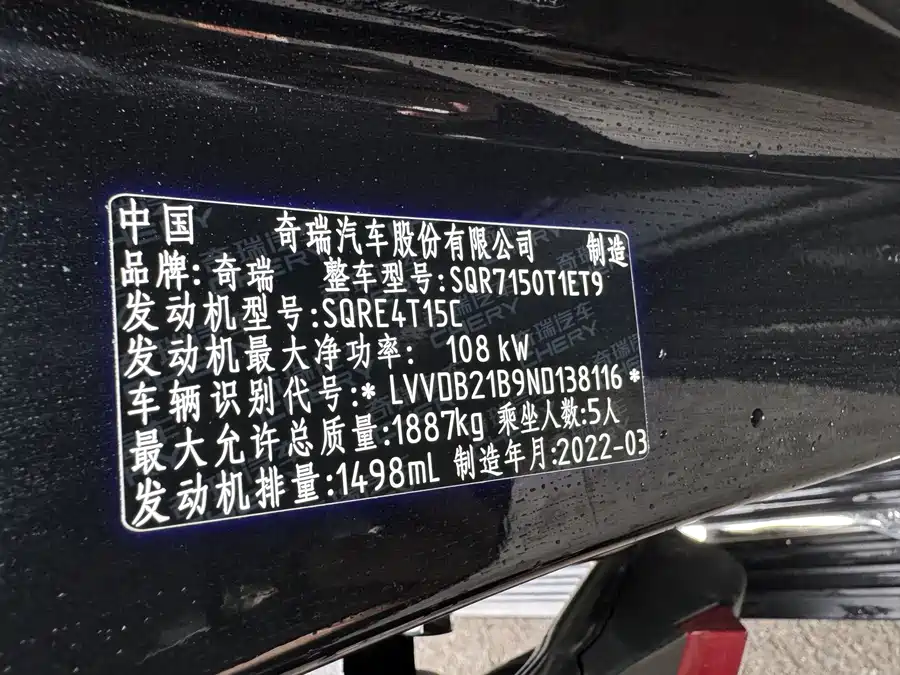 中国 奇瑞汽车股份有限公司 制造
品牌: 奇瑞 整车型号:SQR7150T1ET9
发动机型号:SQRE4T15C
发动机最大净功率: 108 kW
车辆识别代号:* LVVDB21B9ND138116 *
最大允许总质量:1887kg 乘坐人数:5人
发动机排量:1498mL 制造年月:2022-03